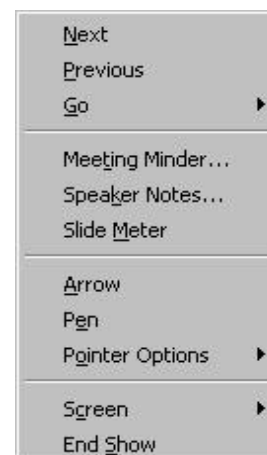 Next
Previous
Go
Meeting Minder...
Speaker Notes...
Slide Meter
Arrow
Pen
Pointer Options
Screen
End Show